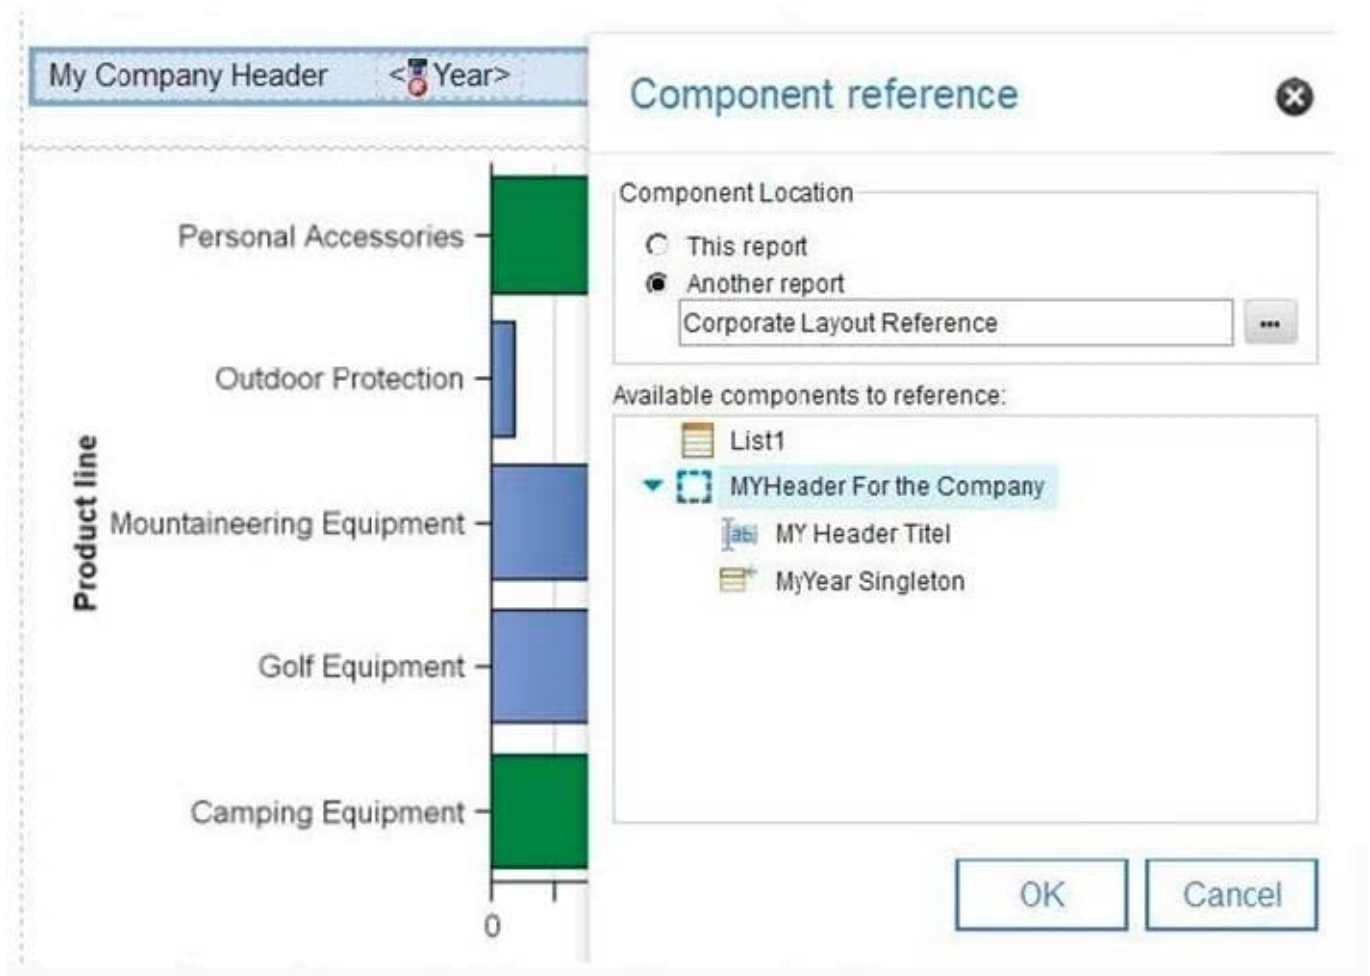 My Company Header <Year>
Component reference
Component Location
This report
Another report
Corporate Layout Reference
...
Available components to reference:
List1
MYHeader For the Company
ab
MY Header Titel
MyYear Singleton
OK
Cancel
Product line
Personal Accessories
Outdoor Protection
Mountaineering Equipment
Golf Equipment
Camping Equipment
0